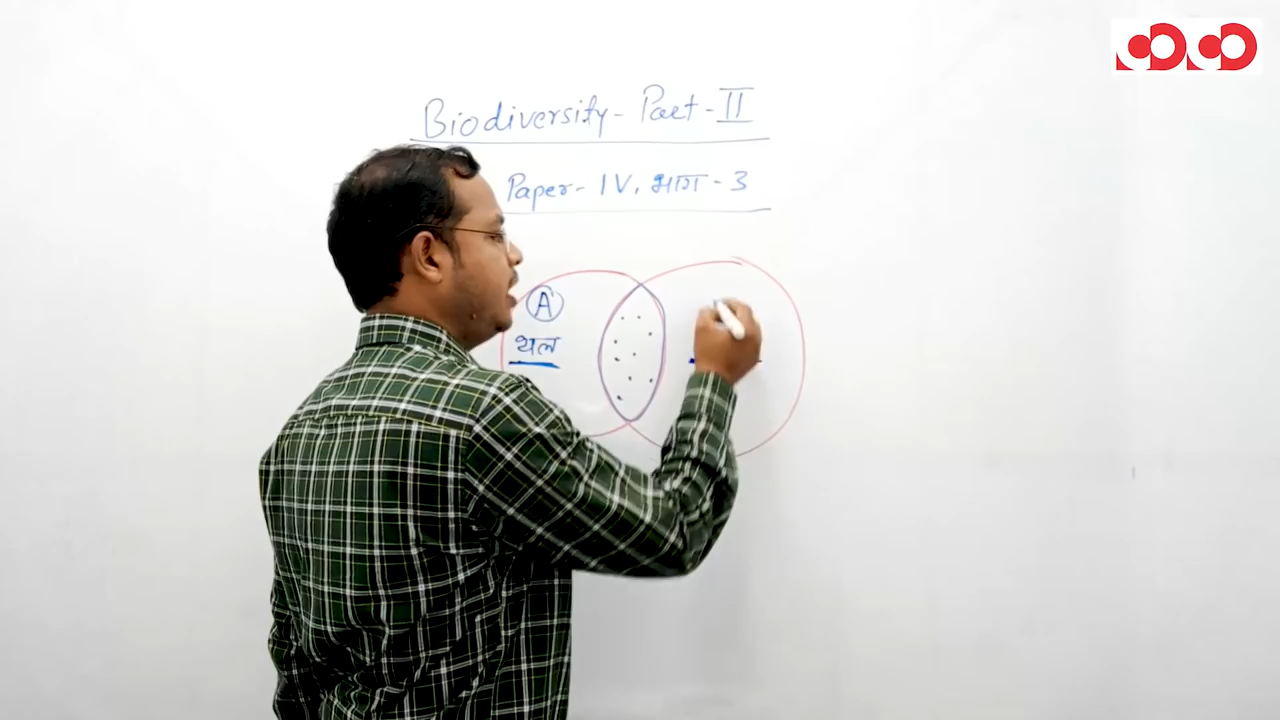 Biodiversity - Part - II
Paper - IV, भाग - 3
A
थल